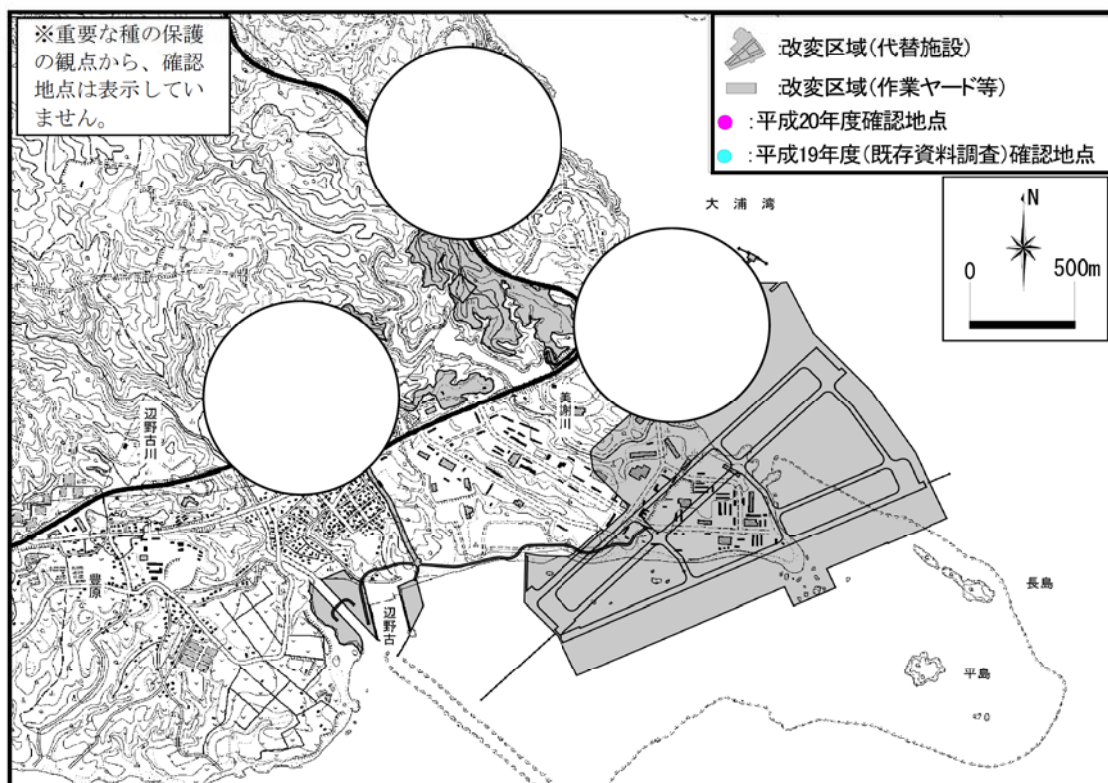 ※重要な種の保護
の観点から、確認
地点は表示してい
ません。
:改変区域(代替施設)
:改変区域(作業ヤード等)
:平成20年度確認地点
:平成19年度(既存資料調査)確認地点
大浦湾
N
0 500m
辺野古川
美謝川
豊原
辺野古
長島
平島